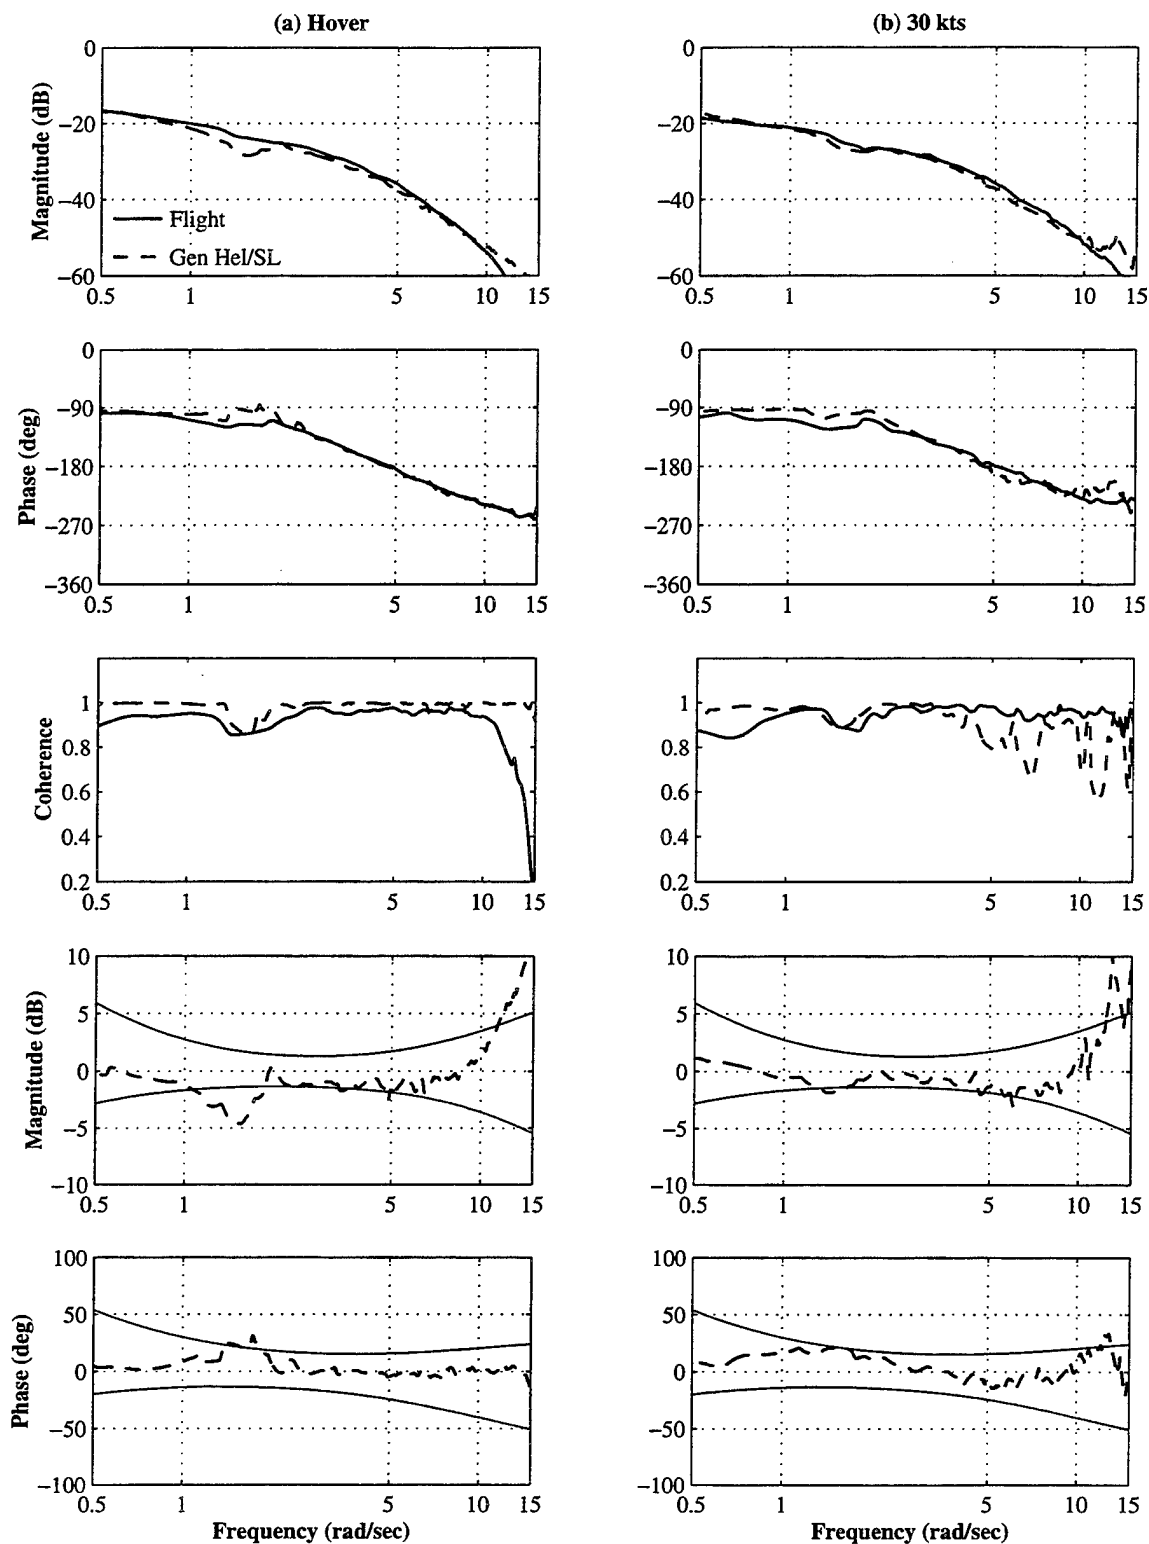 (a) Hover
(b) 30 kts
Magnitude (dB)
0
−20
−40
−60
Flight
Gen Hel/SL
0.5 1 5 10 15
0
−20
−40
−60
0.5 1 5 10 15
Phase (deg)
0
−90
−180
−270
−360
0.5 1 5 10 15
0
−90
−180
−270
−360
0.5 1 5 10 15
Coherence
1
0.8
0.6
0.4
0.2
0.5 1 5 10 15
1
0.8
0.6
0.4
0.2
0.5 1 5 10 15
Magnitude (dB)
10
5
0
−5
−10
0.5 1 5 10 15
10
5
0
−5
−10
0.5 1 5 10 15
Phase (deg)
100
50
0
−50
−100
0.5 1 5 10 15
Frequency (rad/sec)
100
50
0
−50
−100
0.5 1 5 10 15
Frequency (rad/sec)